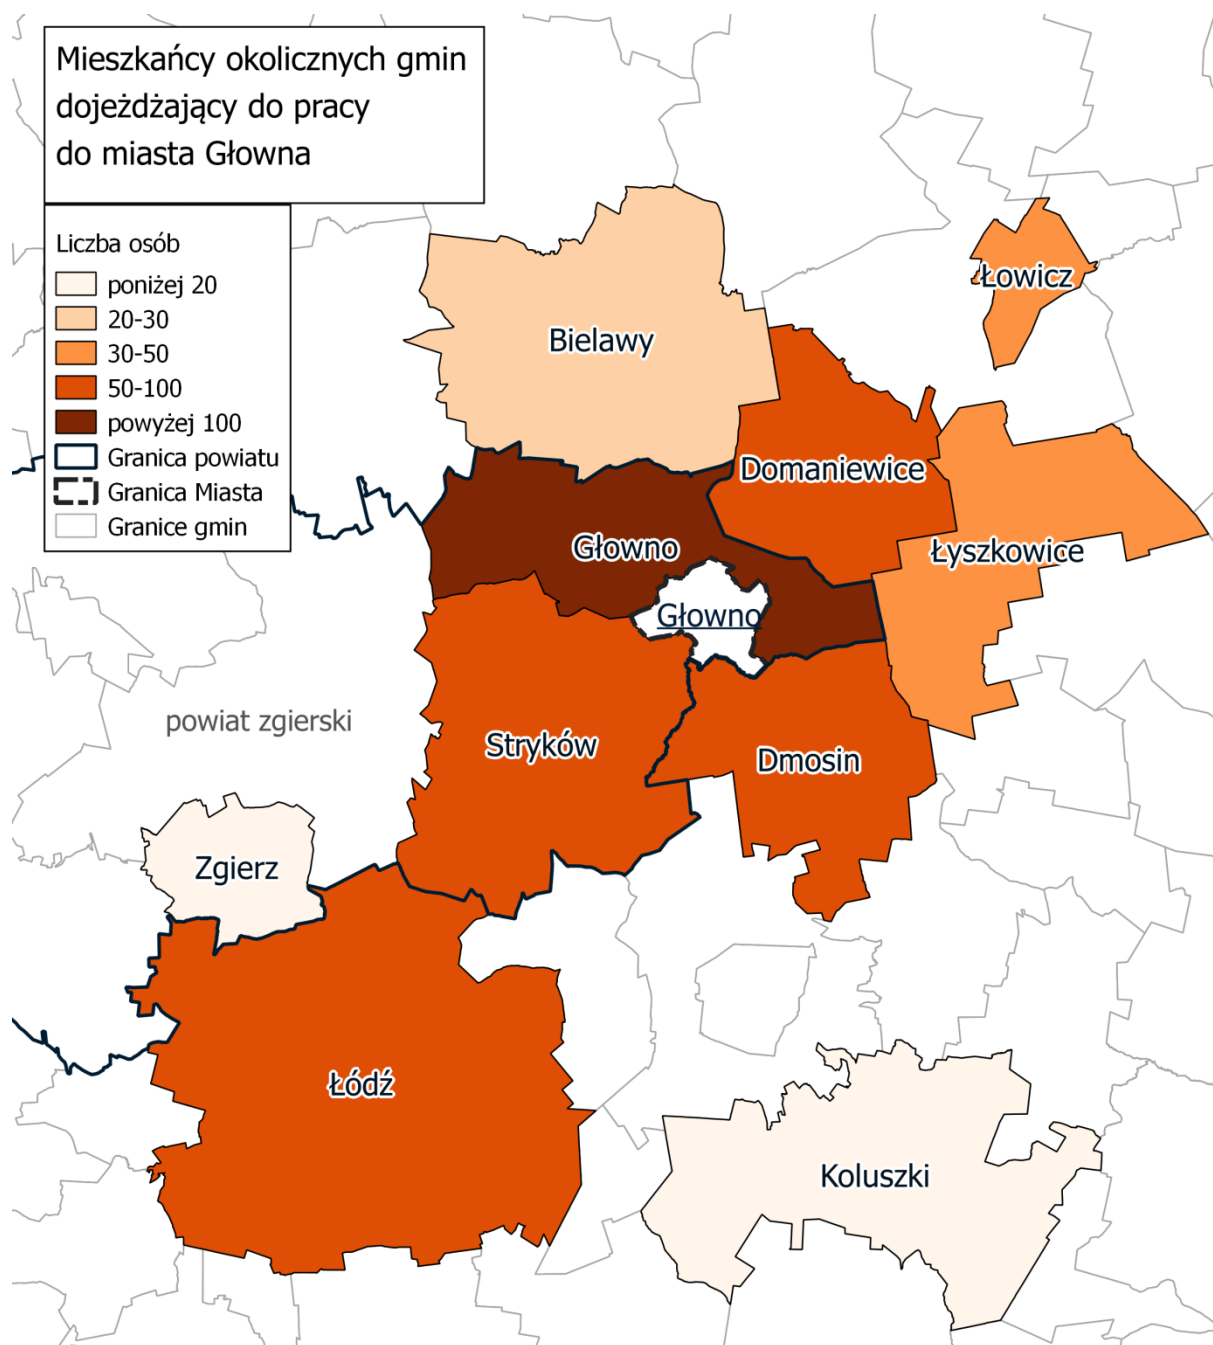 Mieszkańcy okolicznych gmin
dojeżdżający do pracy
do miasta Głowna
Liczba osób
poniżej 20
20-30
30-50
50-100
powyżej 100
Granica powiatu
Granica Miasta
Granice gmin
Łowicz
Bielawy
Domaniewice
Głowno
Łyszkowice
Głowno
powiat zgierski
Stryków
Dmosin
Zgierz
Łódź
Koluszki